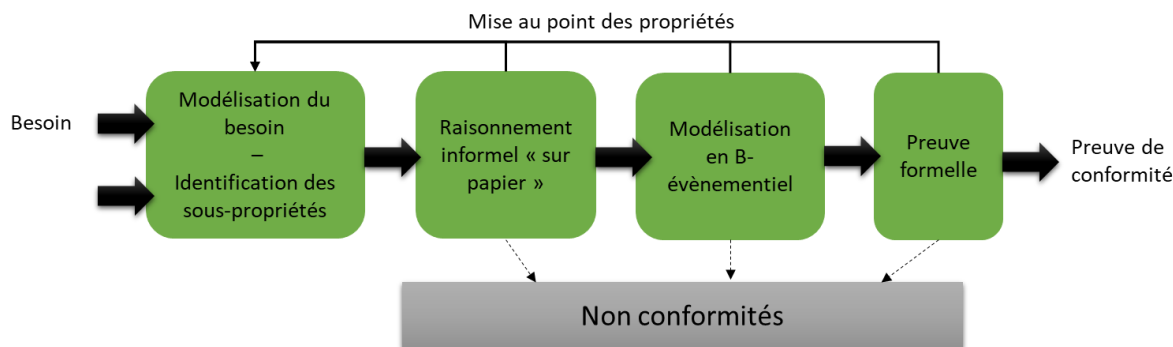 Mise au point des propriétés
Besoin
Modélisation du
besoin
–
Identification des
sous-propriétés
Raisonnement
informel « sur
papier »
Modélisation
en B-
évènementiel
Preuve
formelle
Preuve de
conformité
Non conformités